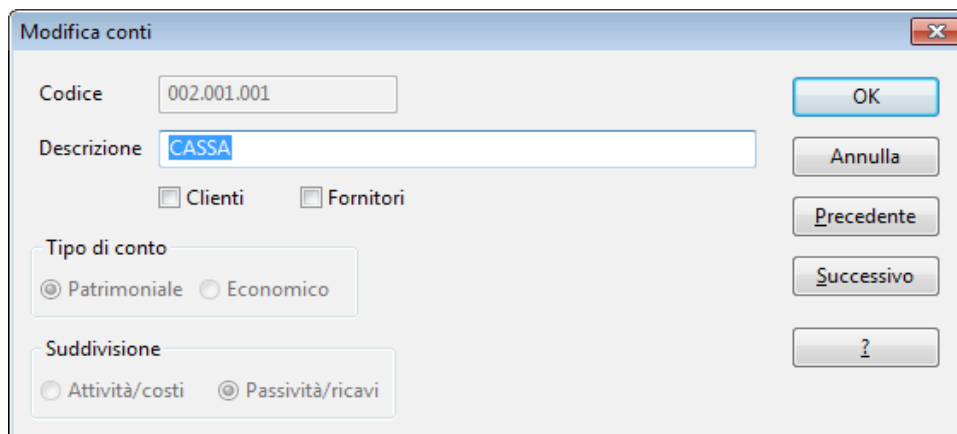 Modifica conti
Codice 002.001.001
OK
Descrizione CASSA
Annulla
Clienti Fornitori
Precedente
Tipo di conto
Patrimoniale Economico
Successivo
Suddivisione
?
Attività/costi Passività/ricavi